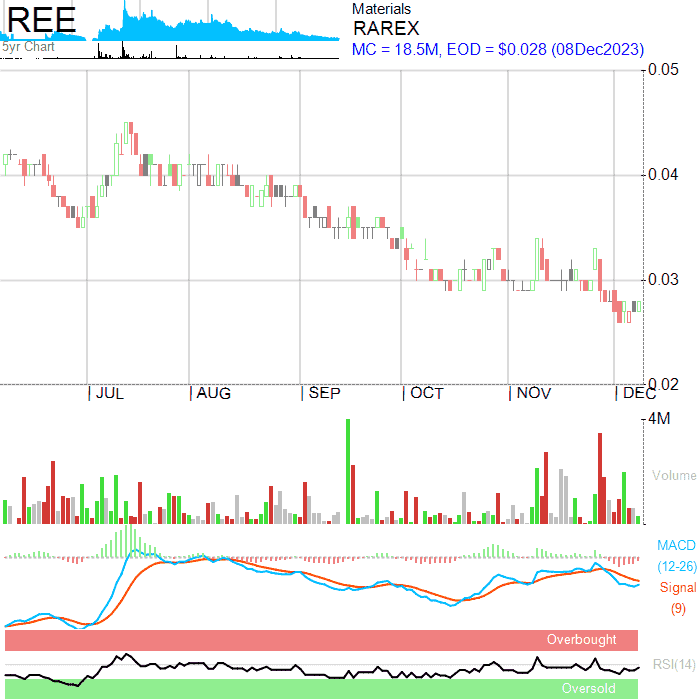 REE
5yr Chart
Materials
RAREX
MC = 18.5M, EOD = $0.028 (08Dec2023)
0.05
0.04
0.03
0.02
JUL
AUG
SEP
OCT
NOV
DEC
4M
Volume
MACD
(12-26)
Signal
(9)
Overbought
RSI(14)
Oversold